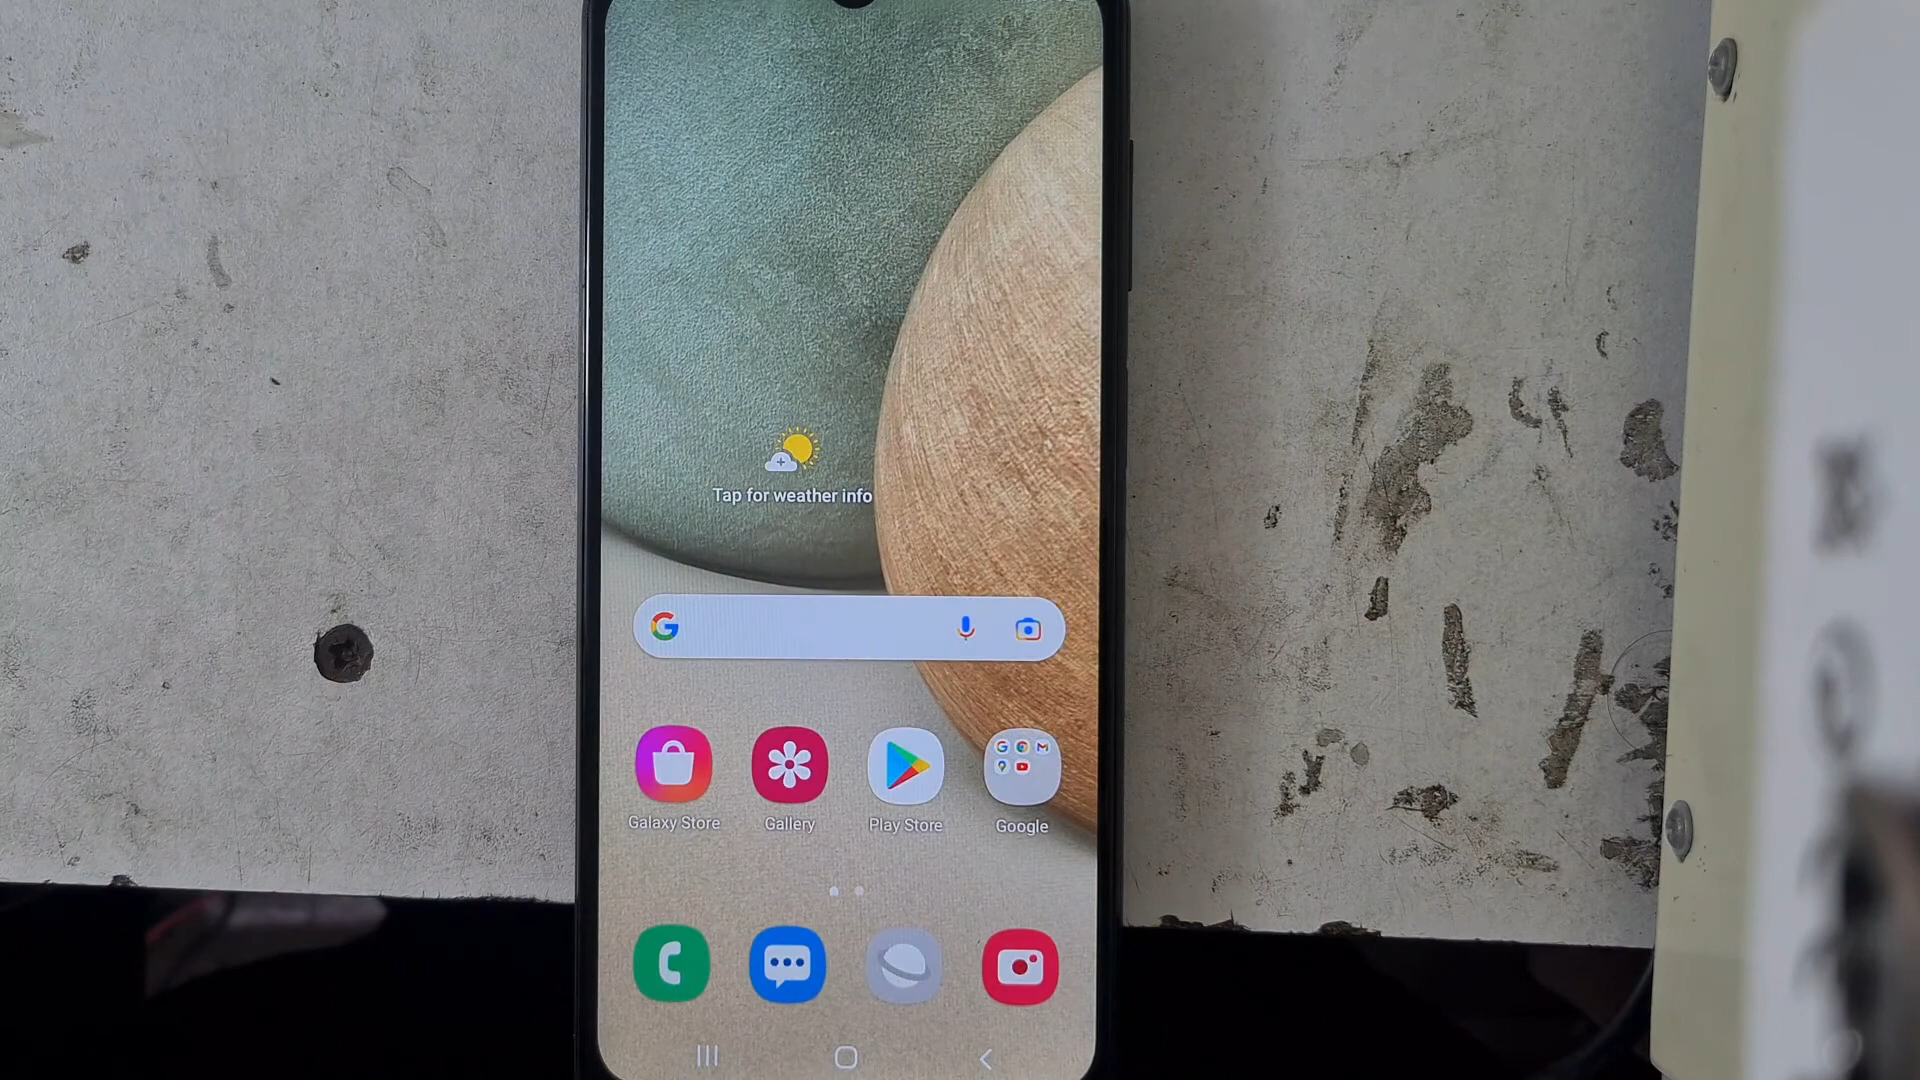 Tap for weather info
Galaxy Store
Gallery
Play Store
Google